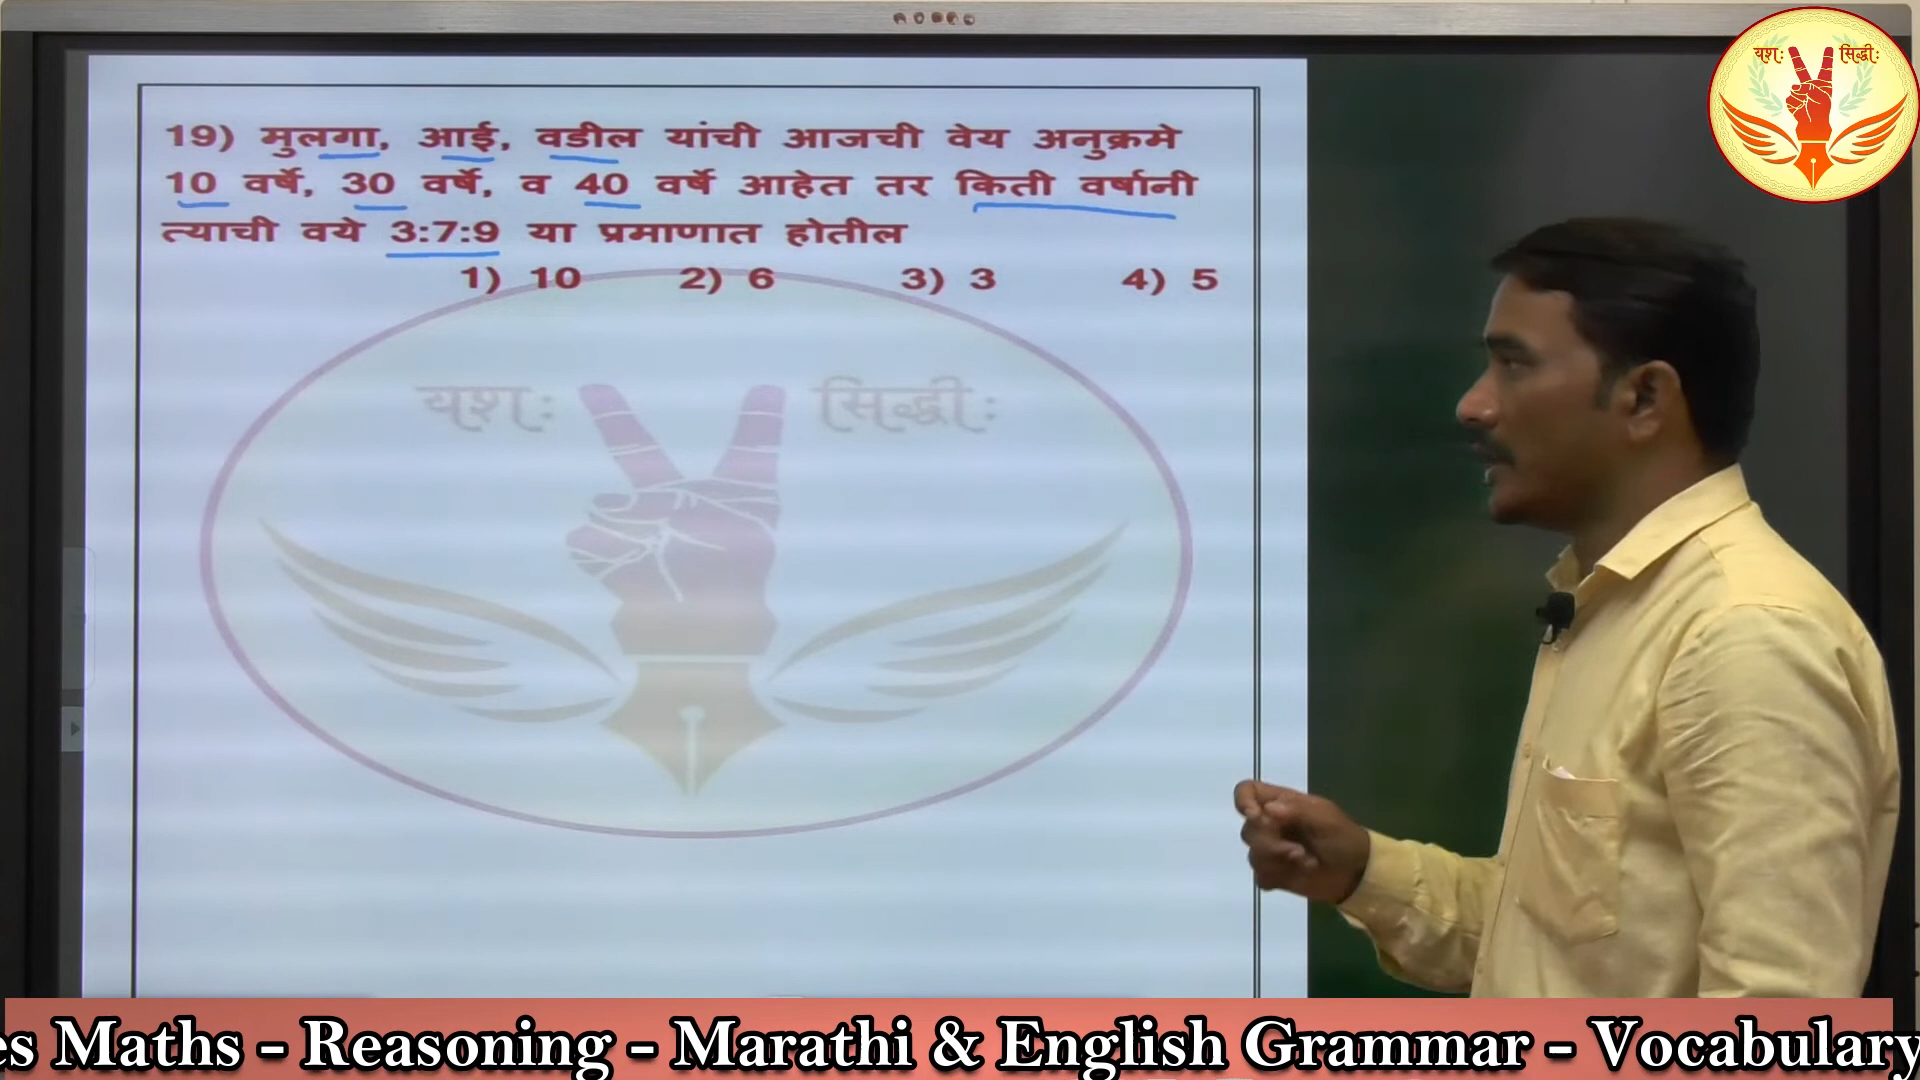 यशः सिद्धीः
19) मुलगा, आई, वडील यांची आजची वेय अनुक्रमे
10 वर्षे, 30 वर्षे, व 40 वर्षे आहेत तर किती वर्षानी
त्याची वये 3:7:9 या प्रमाणात होतील
1) 10 2) 6 3) 3 4) 5
यशः सिद्धीः
es Maths - Reasoning - Marathi & English Grammar - Vocabulary